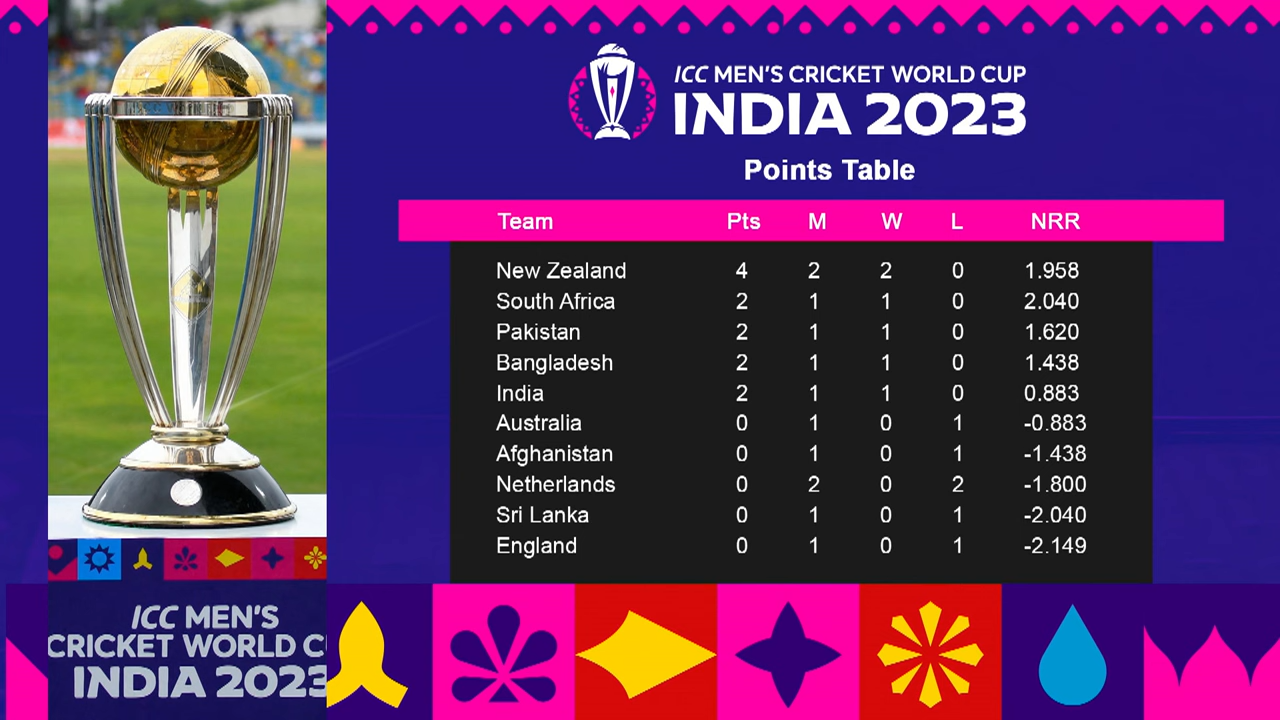 ICC MEN'S CRICKET WORLD CUP
INDIA 2023
Points Table
Team Pts M W L NRR
New Zealand 4 2 2 0 1.958
South Africa 2 1 1 0 2.040
Pakistan 2 1 1 0 1.620
Bangladesh 2 1 1 0 1.438
India 2 1 1 0 0.883
Australia 0 1 0 1 -0.883
Afghanistan 0 1 0 1 -1.438
Netherlands 0 2 0 2 -1.800
Sri Lanka 0 1 0 1 -2.040
England 0 1 0 1 -2.149
ICC MEN'S
CRICKET WORLD CU
INDIA 2023